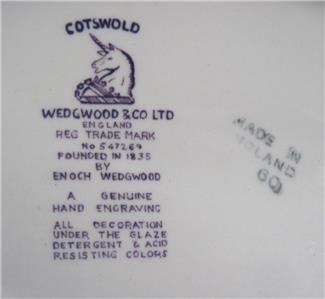 COTSWOLD
WEDGWOOD & CO LTD
ENGLAND
REG TRADE MARK
No 547269
FOUNDED IN 1835
BY
ENOCH WEDGWOOD
A GENUINE
HAND ENGRAVING
ALL DECORATION
UNDER THE GLAZE
DETERGENT & ACID
RESISTING COLORS
MADE IN
NGLAND
60